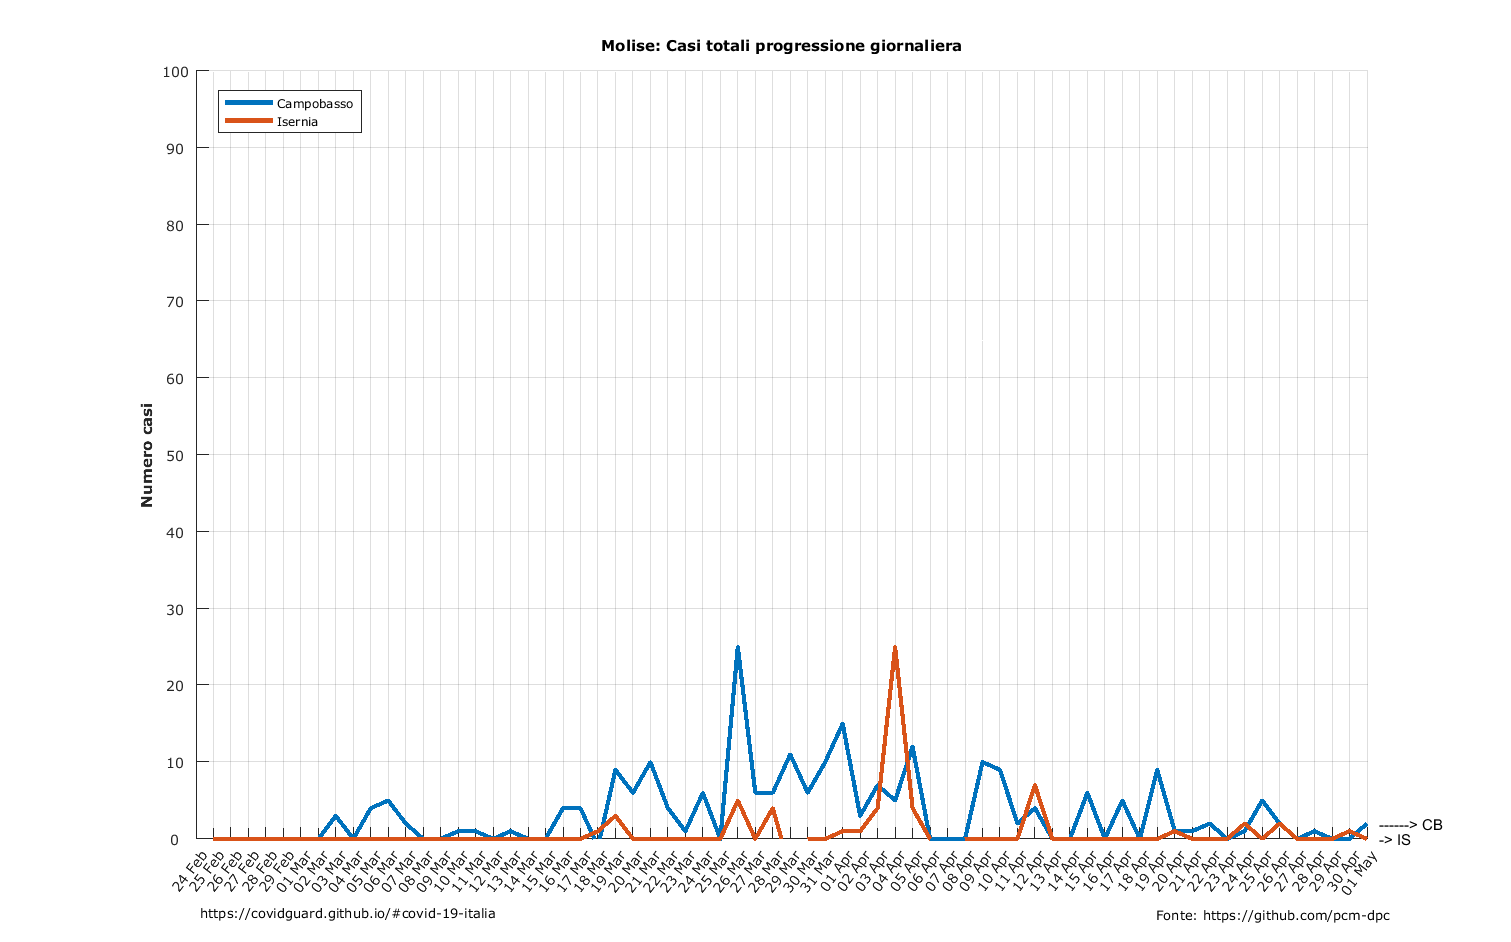 Molise: Casi totali progressione giornaliera
100
90
80
70
60
50
40
30
20
10
0
Numero casi
Campobasso
Isernia
------> CB
-> IS
24 Feb
25 Feb
26 Feb
27 Feb
28 Feb
29 Feb
01 Mar
02 Mar
03 Mar
04 Mar
05 Mar
06 Mar
07 Mar
08 Mar
09 Mar
10 Mar
11 Mar
12 Mar
13 Mar
14 Mar
15 Mar
16 Mar
17 Mar
18 Mar
19 Mar
20 Mar
21 Mar
22 Mar
23 Mar
24 Mar
25 Mar
26 Mar
27 Mar
28 Mar
29 Mar
30 Mar
31 Mar
01 Apr
02 Apr
03 Apr
04 Apr
05 Apr
06 Apr
07 Apr
08 Apr
09 Apr
10 Apr
11 Apr
12 Apr
13 Apr
14 Apr
15 Apr
16 Apr
17 Apr
18 Apr
19 Apr
20 Apr
21 Apr
22 Apr
23 Apr
24 Apr
25 Apr
26 Apr
27 Apr
28 Apr
29 Apr
30 Apr
01 May
https://covidguard.github.io/#covid-19-italia
Fonte: https://github.com/pcm-dpc